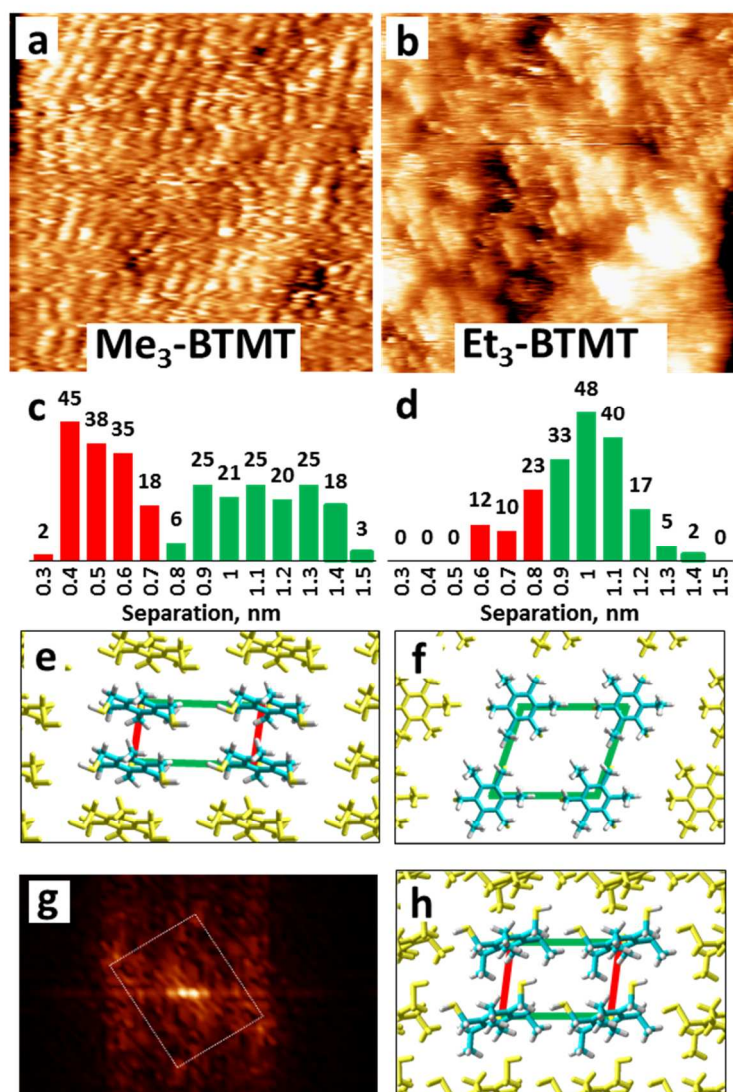 a
b
Me₃-BTMT
Et₃-BTMT
c
d
2 45 38 35 18 6 25 21 25 20 25 18 3
0 0 0 12 10 23 33 48 40 17 5 2 0
0.3 0.4 0.5 0.6 0.7 0.8 0.9 1 1.1 1.2 1.3 1.4 1.5
0.3 0.4 0.5 0.6 0.7 0.8 0.9 1 1.1 1.2 1.3 1.4 1.5
Separation, nm
Separation, nm
e
f
g
h